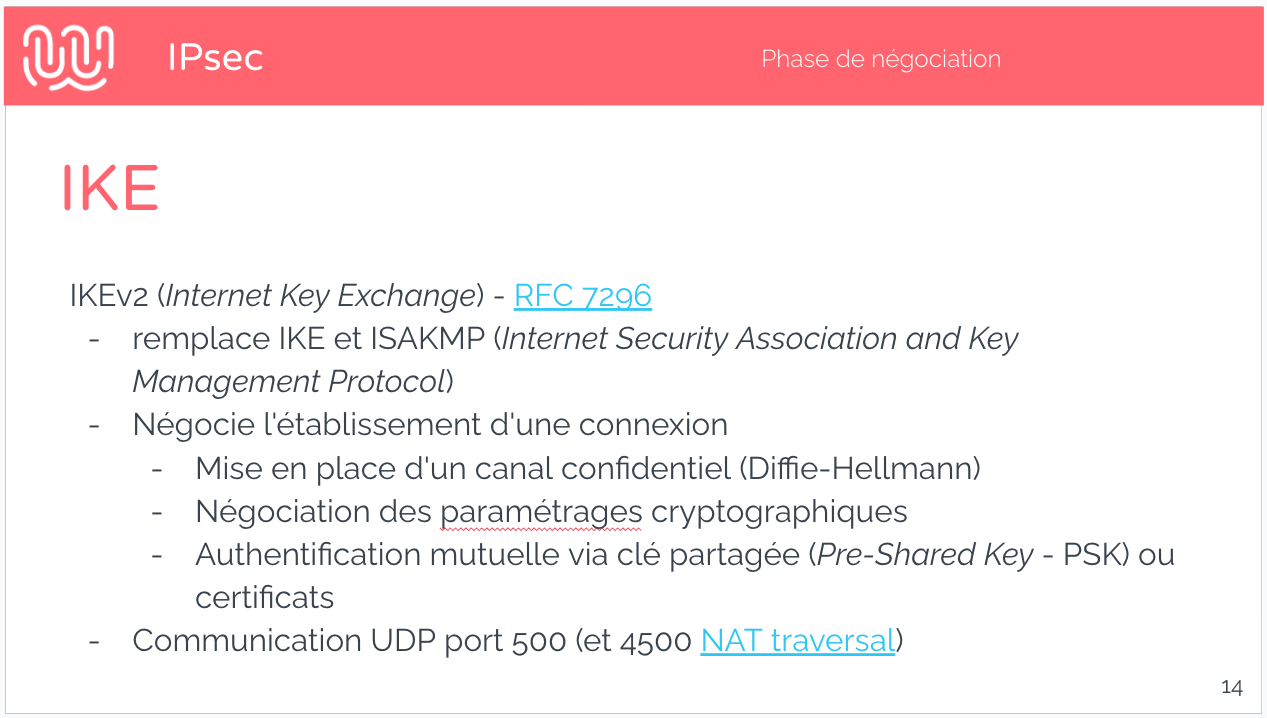 IPsec
Phase de négociation
IKE
IKEv2 (Internet Key Exchange) - RFC 7296
- remplace IKE et ISAKMP (Internet Security Association and Key
Management Protocol)
- Négocie l'établissement d'une connexion
- Mise en place d'un canal confidentiel (Diffie-Hellmann)
- Négociation des paramétrages cryptographiques
- Authentification mutuelle via clé partagée (Pre-Shared Key - PSK) ou
certificats
- Communication UDP port 500 (et 4500 NAT traversal)
14